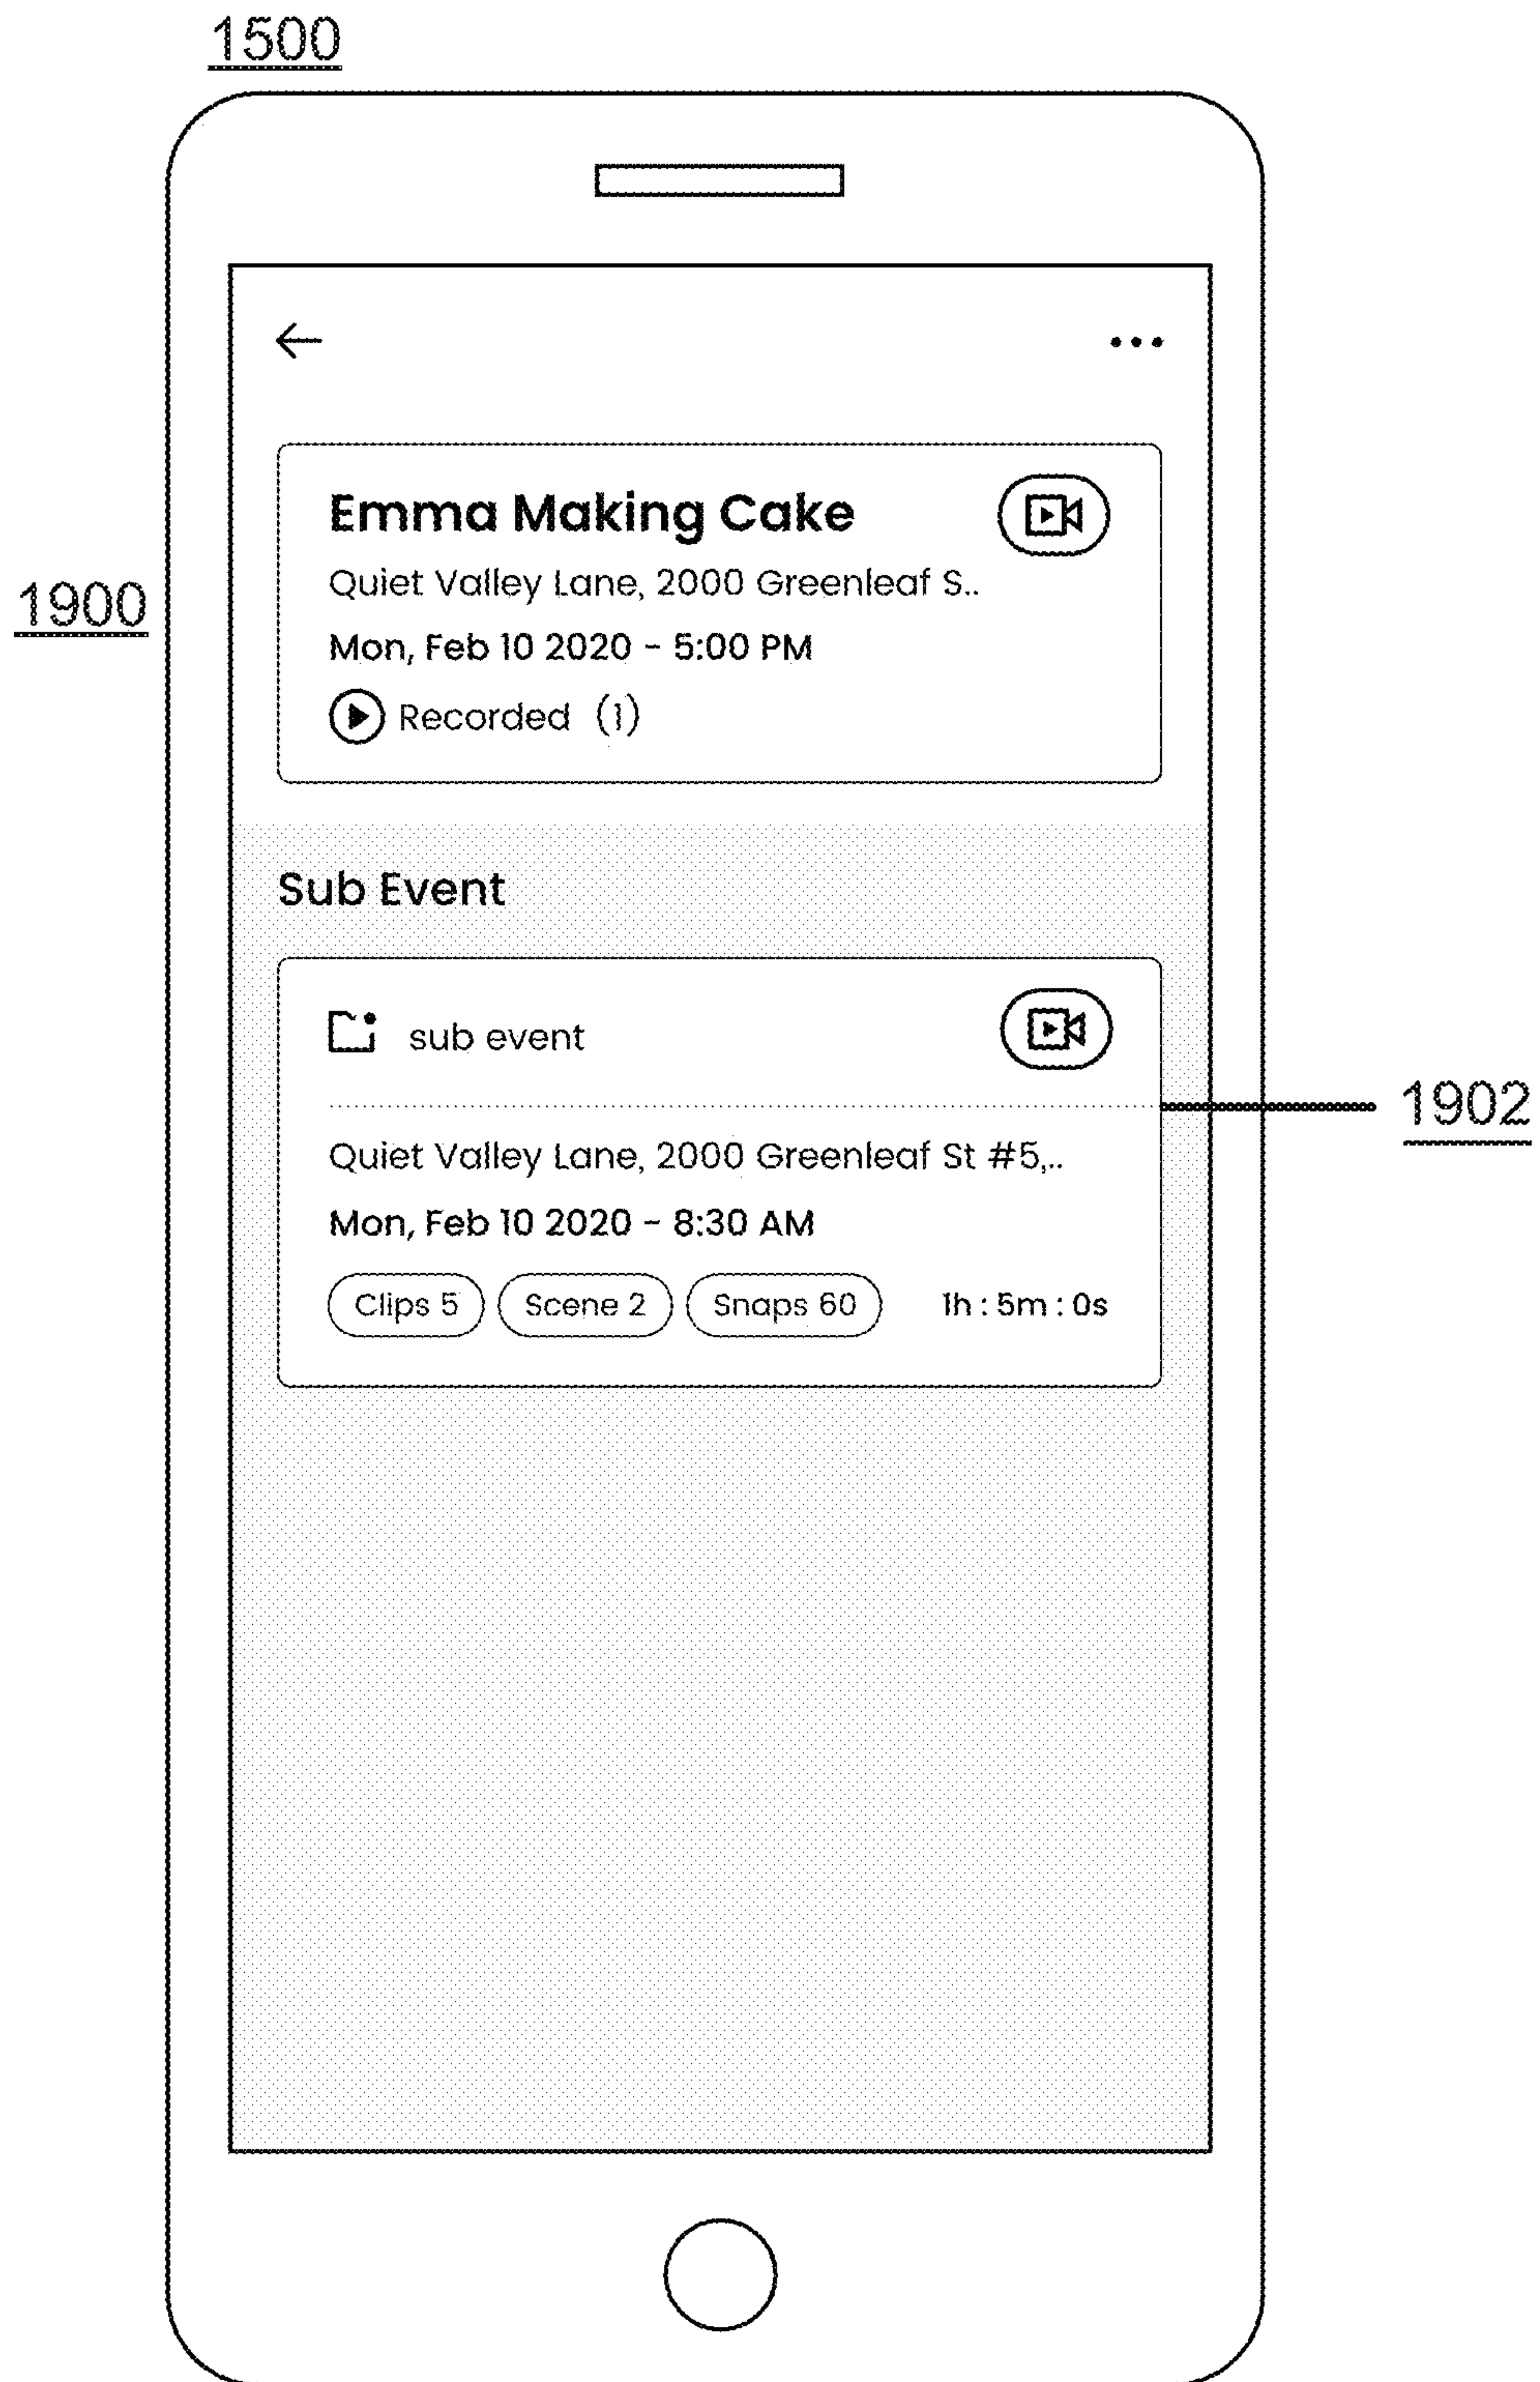 1500
Emma Making Cake
Quiet Valley Lane, 2000 Greenleaf S..
1900
Mon, Feb 10 2020 - 5:00 PM
Recorded (1)
Sub Event
sub event
1902
Quiet Valley Lane, 2000 Greenleaf St #5,..
Mon, Feb 10 2020 - 8:30 AM
Clips 5 Scene 2 Snaps 60 1h : 5m : 0s